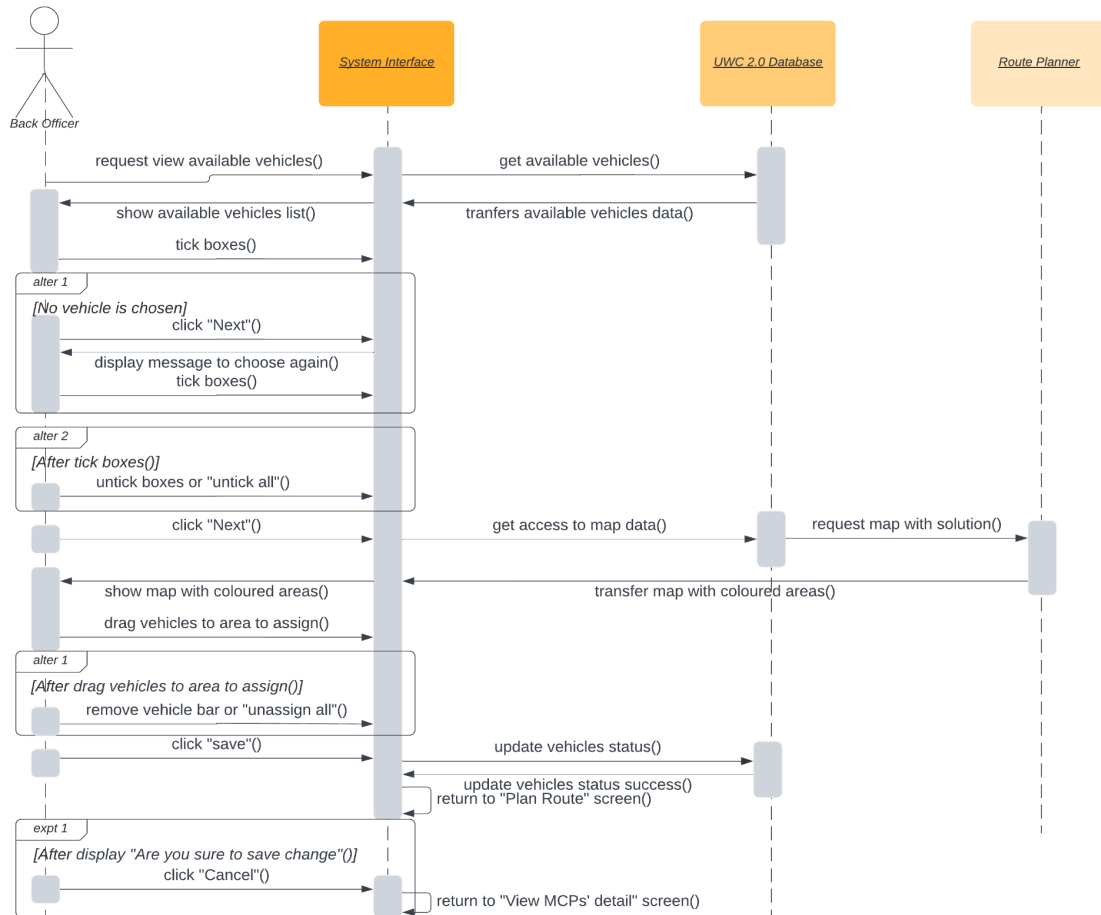 System Interface
UWC 2.0 Database
Route Planner
Back Officer
request view available vehicles()
get available vehicles()
show available vehicles list()
tranfers available vehicles data()
tick boxes()
alter 1
[No vehicle is chosen]
click "Next"()
display message to choose again()
tick boxes()
alter 2
[After tick boxes()]
untick boxes or "untick all"()
click "Next"()
get access to map data()
request map with solution()
show map with coloured areas()
transfer map with coloured areas()
drag vehicles to area to assign()
alter 1
[After drag vehicles to area to assign()]
remove vehicle bar or "unassign all"()
click "save"()
update vehicles status()
update vehicles status success()
return to "Plan Route" screen()
expt 1
[After display "Are you sure to save change"()]
click "Cancel"()
return to "View MCPs' detail" screen()